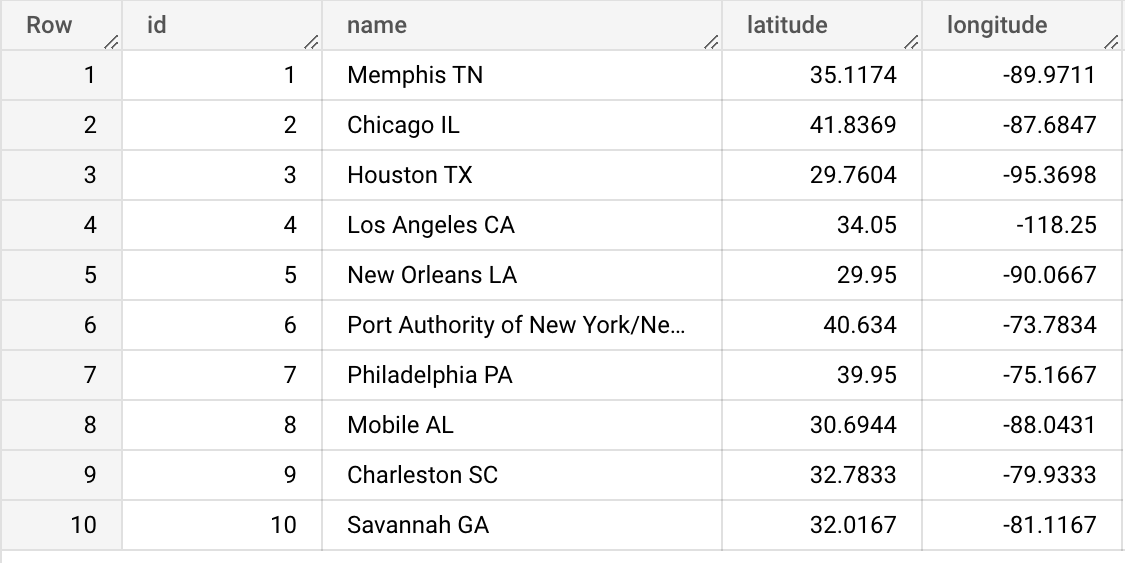 Row id name latitude longitude
1 1 Memphis TN 35.1174 -89.9711
2 2 Chicago IL 41.8369 -87.6847
3 3 Houston TX 29.7604 -95.3698
4 4 Los Angeles CA 34.05 -118.25
5 5 New Orleans LA 29.95 -90.0667
6 6 Port Authority of New York/Ne... 40.634 -73.7834
7 7 Philadelphia PA 39.95 -75.1667
8 8 Mobile AL 30.6944 -88.0431
9 9 Charleston SC 32.7833 -79.9333
10 10 Savannah GA 32.0167 -81.1167